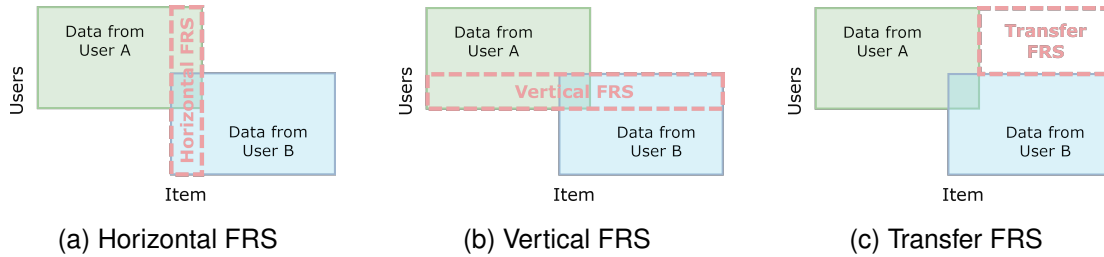 Users
Data from
User A
Horizontal FRS
Data from
User B
Item
(a) Horizontal FRS
Users
Data from
User A
Vertical FRS
Data from
User B
Item
(b) Vertical FRS
Users
Data from
User A
Transfer
FRS
Data from
User B
Item
(c) Transfer FRS